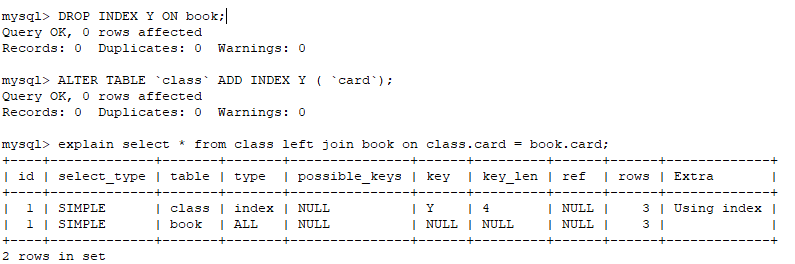 mysql> DROP INDEX Y ON book;
Query OK, 0 rows affected
Records: 0  Duplicates: 0  Warnings: 0
mysql> ALTER TABLE `class` ADD INDEX Y ( `card`);
Query OK, 0 rows affected
Records: 0  Duplicates: 0  Warnings: 0
mysql> explain select * from class left join book on class.card = book.card;
+----+-------------+-------+-------+---------------+------+---------+------+------+-------------+
| id | select_type | table | type  | possible_keys | key  | key_len | ref  | rows | Extra       |
+----+-------------+-------+-------+---------------+------+---------+------+------+-------------+
|  1 | SIMPLE      | class | index | NULL          | Y    | 4       | NULL |    3 | Using index |
|  1 | SIMPLE      | book  | ALL   | NULL          | NULL | NULL    | NULL |    3 |             |
+----+-------------+-------+-------+---------------+------+---------+------+------+-------------+
2 rows in set